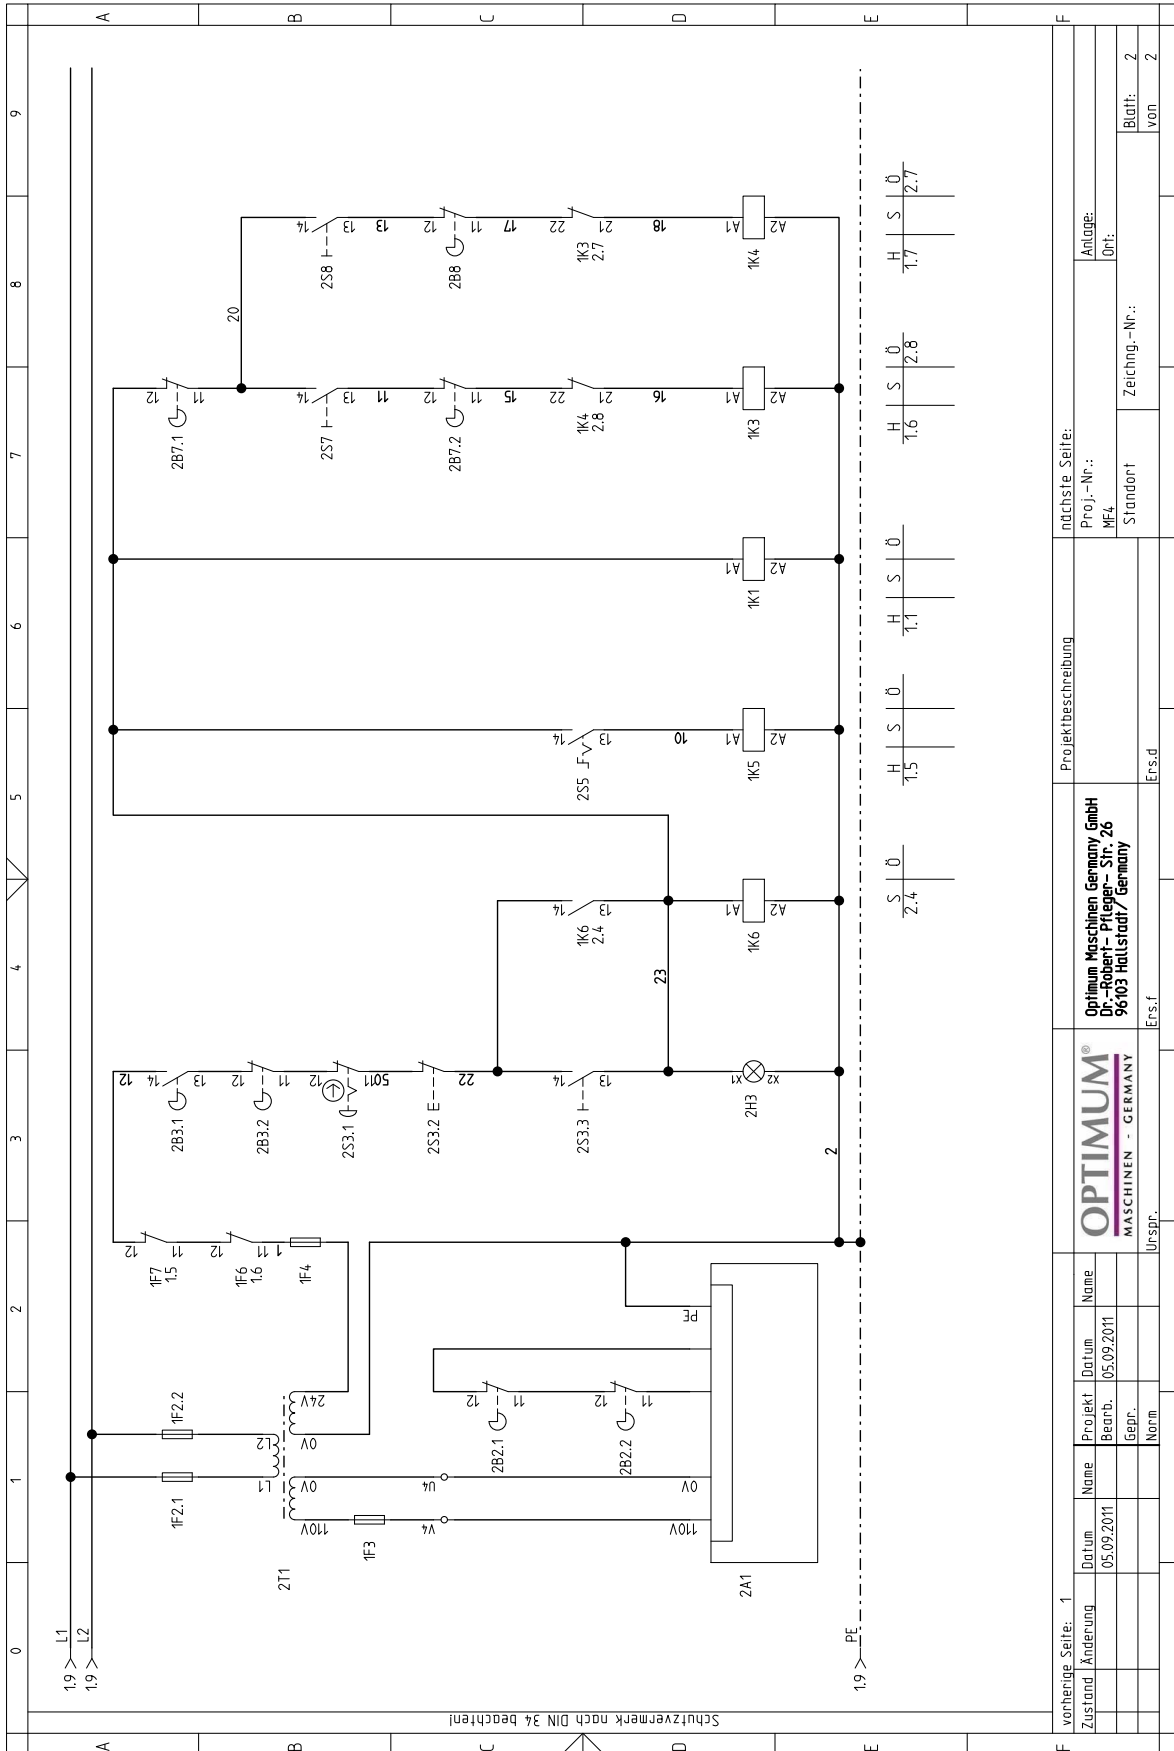 0 1 2 3 4 5 6 7 8 9
A
B
C
D
E
F
A
B
C
D
E
F
Schutzvermerk nach DIN 34 beachten!
1.9 L1
1.9 L2
1.9 PE
1F2.1
1F2.2
2T1
L1 L2
110V 0V 0V 24V
1F3
V4 U4
2B2.1
12
11
2B2.2
12
11
110V 0V PE
2A1
12
1F7
1.5
11
12
1F6
1.6
11 1
1F4
12
14
2B3.1
13
12
2B3.2
11
12
2S3.1
11 50
2S3.2
22
14
2S3.3
13
X1
2H3
X2
2
14
1K6
2.4
13
23
A1
1K6
A2
14
2S5
13
10
A1
1K5
A2
A1
1K1
A2
12
2B7.1
11
20
14
2S7
13
11
12
2B7.2
11
15
22
1K4
2.8
21
16
A1
1K3
A2
14
2S8
13
13
12
2B8
11
17
22
1K3
2.7
21
18
A1
1K4
A2
S Ö
2.4
H S Ö
1.5
H S Ö
1.1
H S Ö
1.6 2.8
H S Ö
1.7 2.7
vorherige Seite: 1
nächste Seite:
Zustand Änderung Datum Name Projekt Datum Name
05.09.2011 Bearb. 05.09.2011
Gepr.
Norm
Urspr.
OPTIMUM®
MASCHINEN - GERMANY
Optimum Maschinen Germany GmbH
Dr.-Robert- Pfleger- Str. 26
96103 Hallstadt/ Germany
Ers.f
Ers.d
Projektbeschreibung
Proj.-Nr.:
MF4
Standort
Zeichng.-Nr.:
Anlage:
Ort:
Blatt: 2
von 2